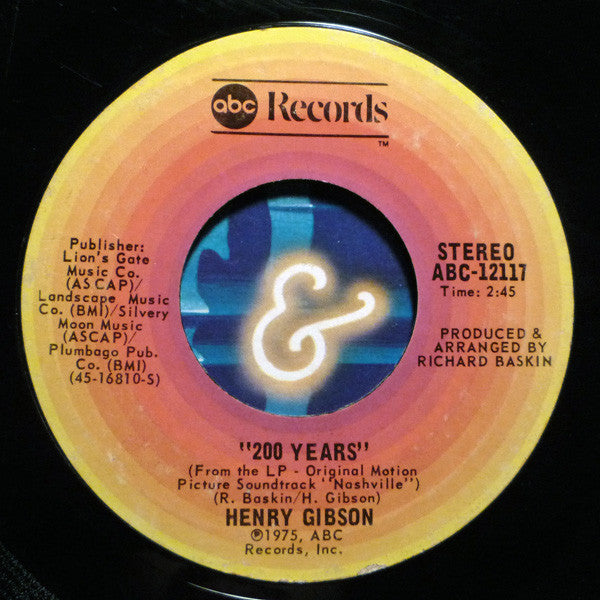 abc Records
TM
Publisher:
Lion's Gate
Music Co.
(ASCAP)/
Landscape Music
Co. (BMI)/Silvery
Moon Music
(ASCAP)/
Plumbago Pub.
Co. (BMI)
(45-16810-S)
STEREO
ABC-12117
Time: 2:45
PRODUCED &
ARRANGED BY
RICHARD BASKIN
&
"200 YEARS"
(From the LP - Original Motion
Picture Soundtrack "Nashville")
(R. Baskin/H. Gibson)
HENRY GIBSON
℗1975, ABC
Records, Inc.